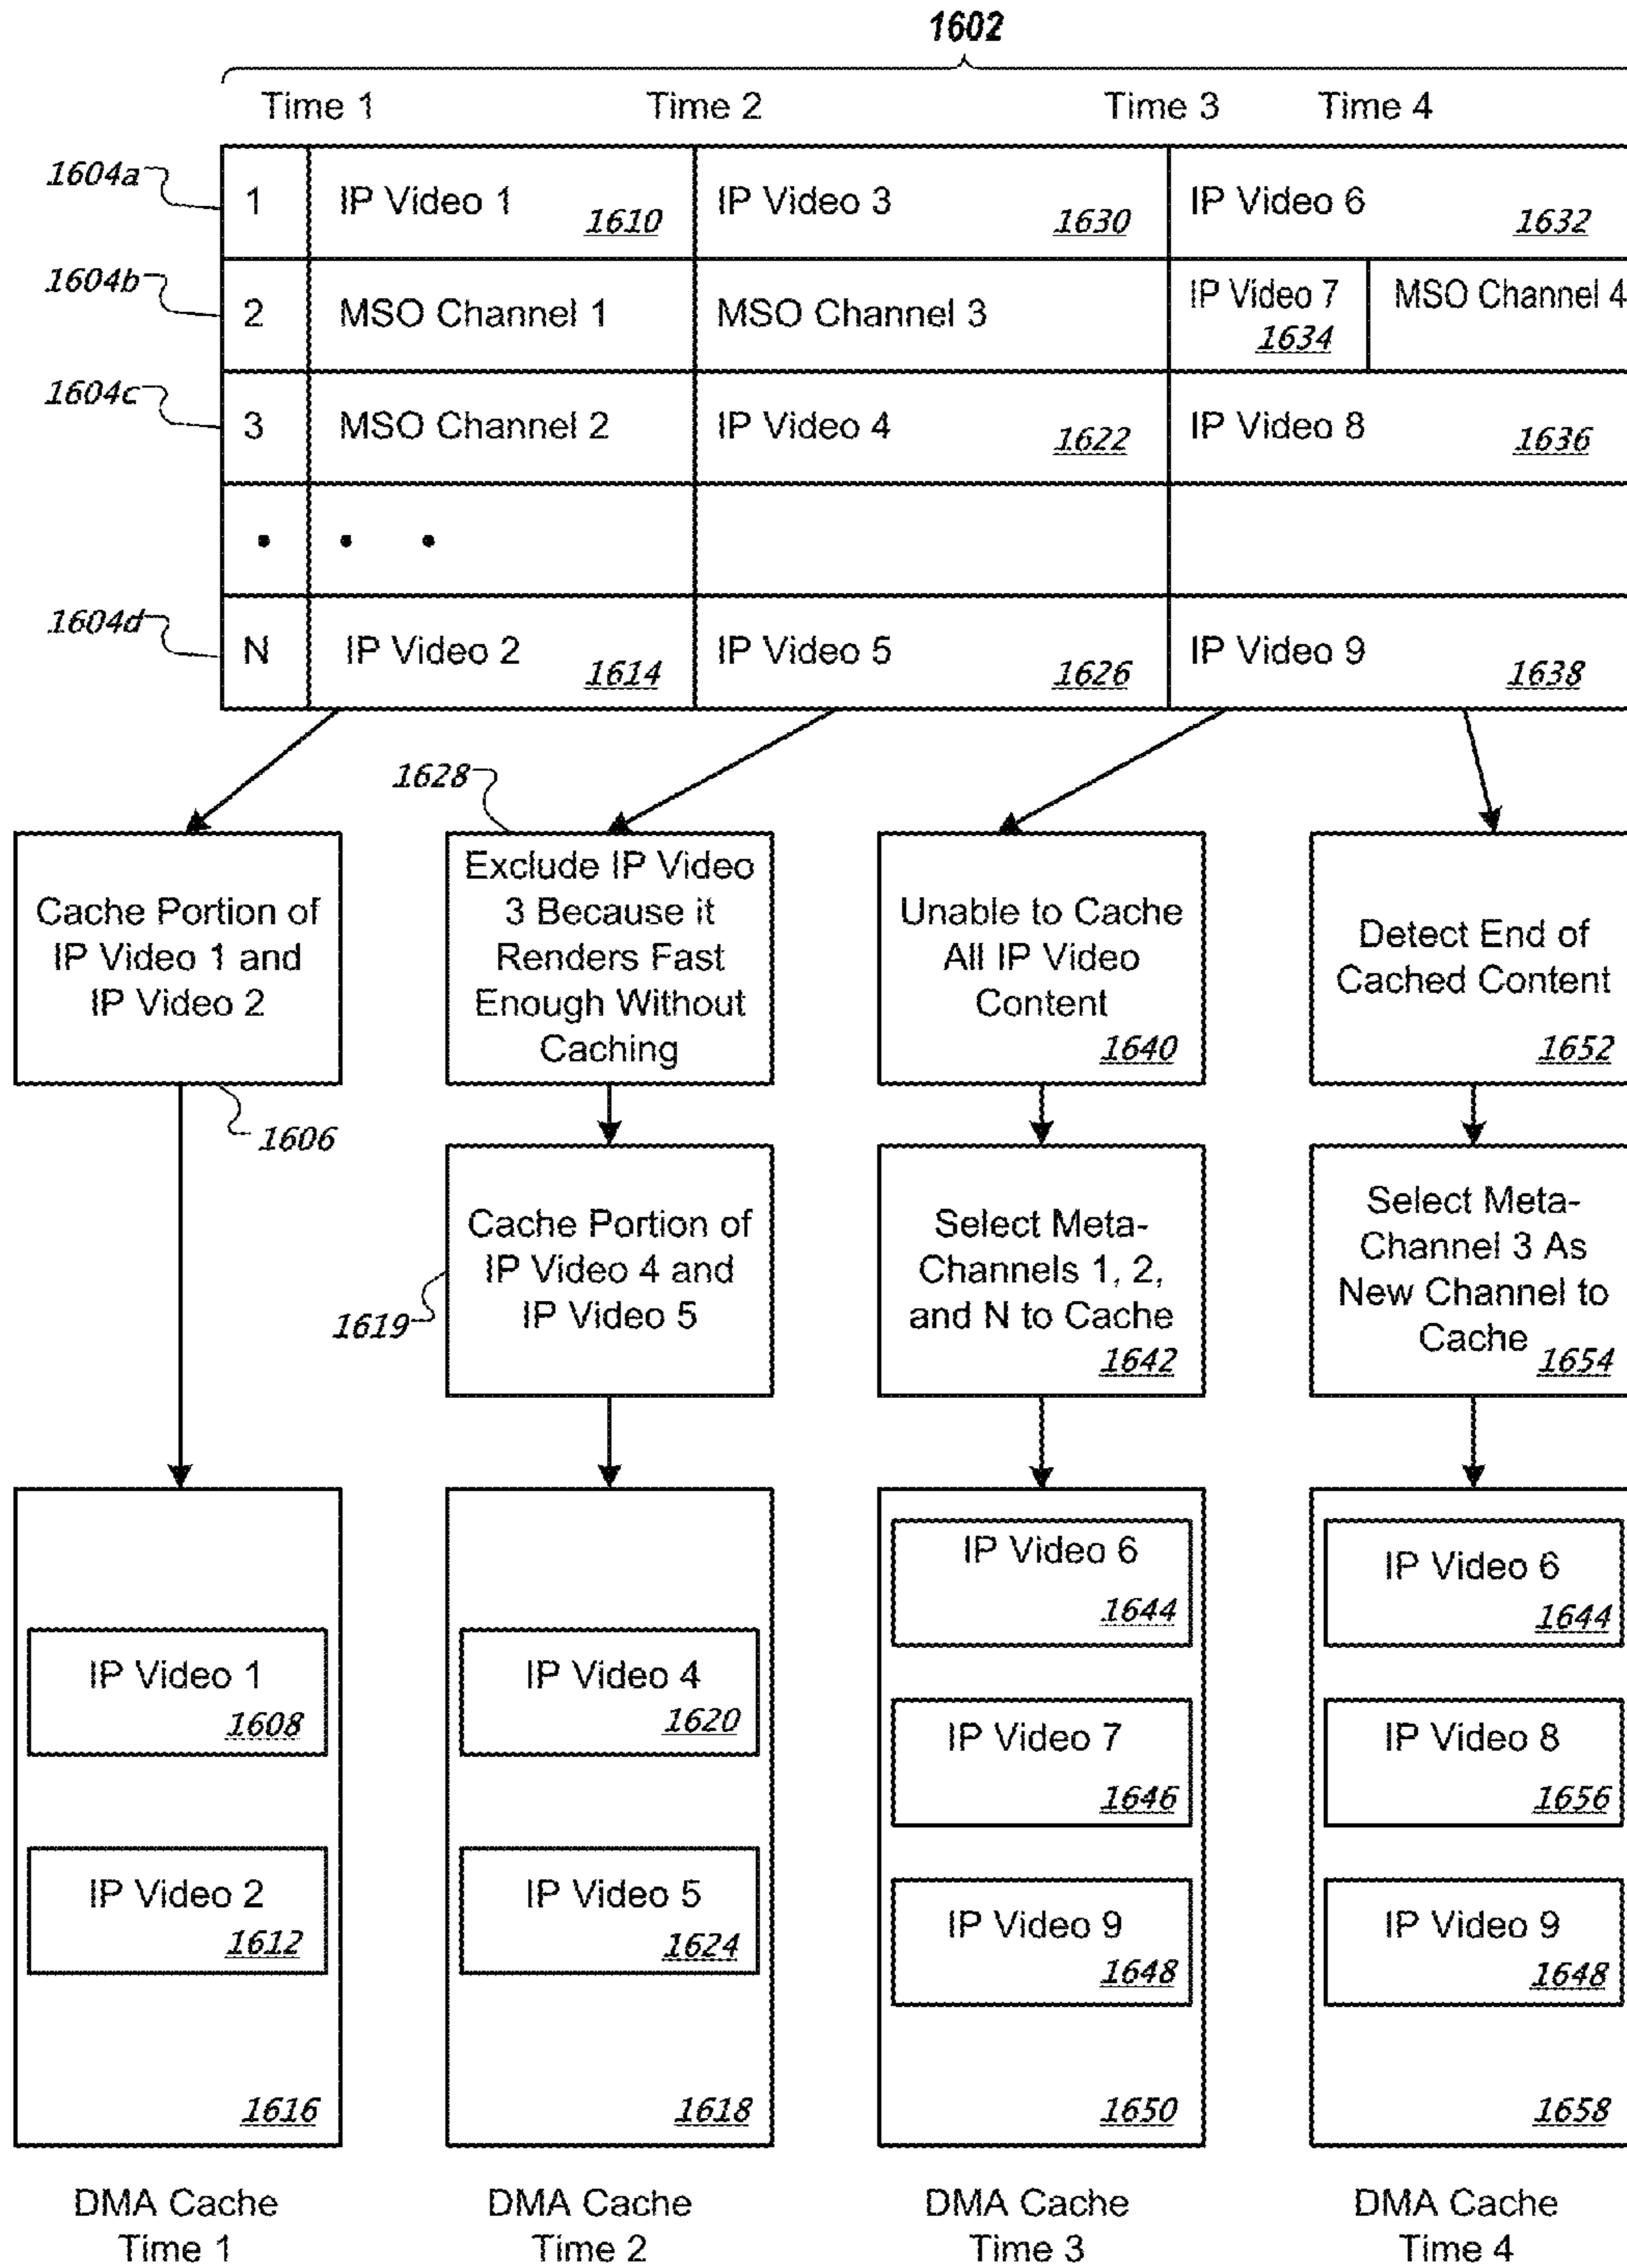 1602
Time 1 Time 2 Time 3 Time 4
1604a 1 IP Video 1 1610 IP Video 3 1630 IP Video 6 1632
1604b 2 MSO Channel 1 MSO Channel 3 IP Video 7 1634 MSO Channel 4
1604c 3 MSO Channel 2 IP Video 4 1622 IP Video 8 1636
• • •
1604d N IP Video 2 1614 IP Video 5 1626 IP Video 9 1638
Cache Portion of
IP Video 1 and
IP Video 2
1606
1628
Exclude IP Video
3 Because it
Renders Fast
Enough Without
Caching
Unable to Cache
All IP Video
Content
1640
Detect End of
Cached Content
1652
Cache Portion of
IP Video 4 and
IP Video 5
1619
Select Meta-
Channels 1, 2,
and N to Cache
1642
Select Meta-
Channel 3 As
New Channel to
Cache 1654
IP Video 1
1608
IP Video 2
1612
1616
IP Video 4
1620
IP Video 5
1624
1618
IP Video 6
1644
IP Video 7
1646
IP Video 9
1648
1650
IP Video 6
1644
IP Video 8
1656
IP Video 9
1648
1658
DMA Cache
Time 1
DMA Cache
Time 2
DMA Cache
Time 3
DMA Cache
Time 4